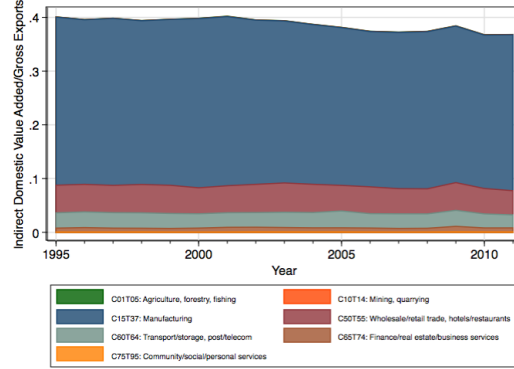 Indirect Domestic Value Added/Gross Exports
.4
.3
.2
.1
0
1995
2000
2005
2010
Year
C01T05: Agriculture, forestry, fishing
C10T14: Mining, quarrying
C15T37: Manufacturing
C50T55: Wholesale/retail trade, hotels/restaurants
C60T64: Transport/storage, post/telecom
C65T74: Finance/real estate/business services
C75T95: Community/social/personal services